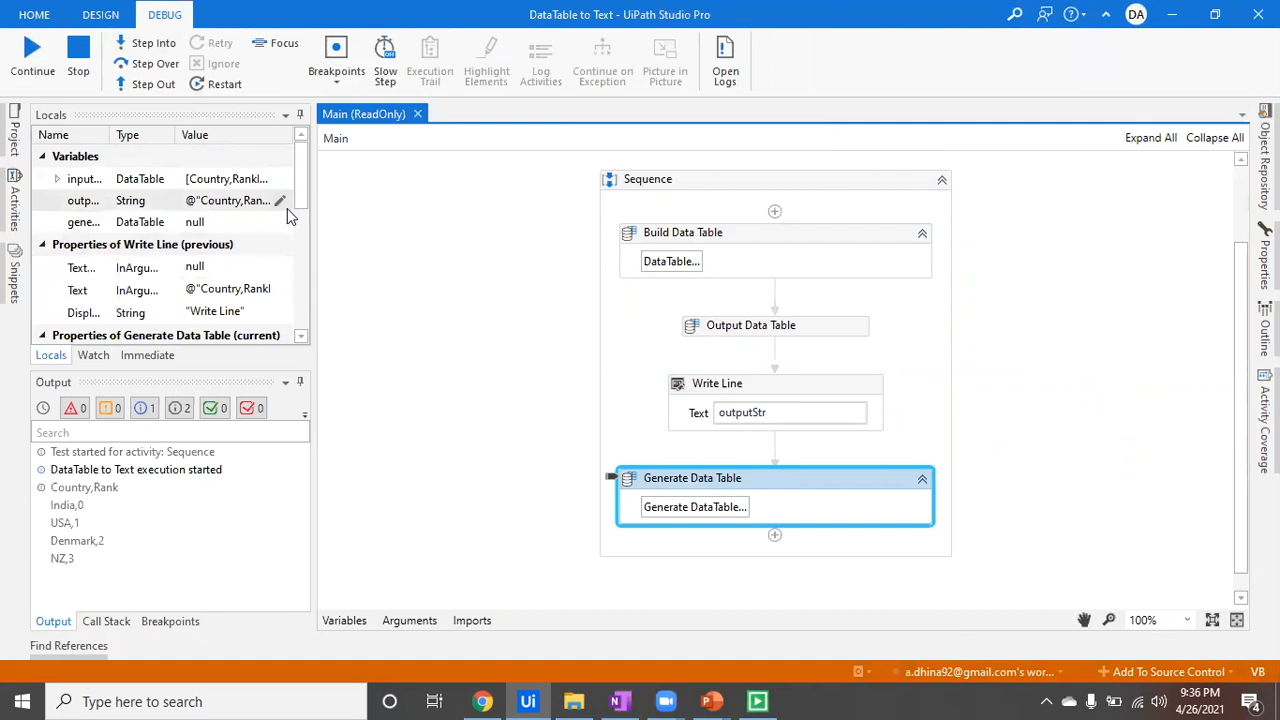 HOME DESIGN DEBUG
DataTable to Text - UiPath Studio Pro
DA
Continue
Stop
Step Into
Step Over
Step Out
Retry
Ignore
Restart
Focus
Breakpoints
Slow
Step
Execution
Trail
Highlight
Elements
Log
Activities
Continue on
Exception
Picture in
Picture
Open
Logs
Project
Activities
Snippets
Locals
Name Type Value
Variables
input... DataTable [Country,Rankl...
outp... String @"Country,Ran...
gene... DataTable null
Properties of Write Line (previous)
Text... InArgu... null
Text InArgu... @"Country,Rankl
Displ... String "Write Line"
Properties of Generate Data Table (current)
Locals Watch Immediate
Output
0 0 1 2 0 0
Search
Test started for activity: Sequence
DataTable to Text execution started
Country,Rank
India,0
USA,1
Denmark,2
NZ,3
Output Call Stack Breakpoints
Find References
Main (ReadOnly)
Main
Expand All Collapse All
Sequence
Build Data Table
DataTable...
Output Data Table
Write Line
Text outputStr
Generate Data Table
Generate DataTable...
Variables Arguments Imports
100%
Object Repository
Properties
Outline
Activity Coverage
a.dhina92@gmail.com's wor...
Add To Source Control
VB
Type here to search
Ui
9:36 PM
4/26/2021
4